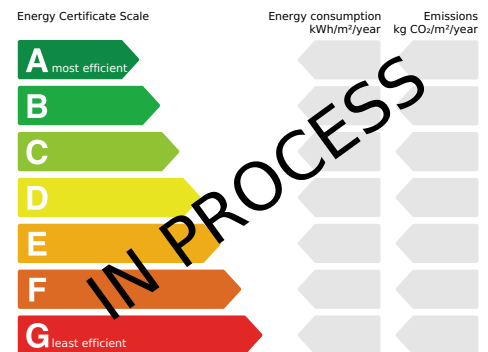 Energy Certificate Scale
Energy consumption
kWh/m²/year
Emissions
kg CO₂/m²/year
A most efficient
B
C
D
E
F
G least efficient
IN PROCESS